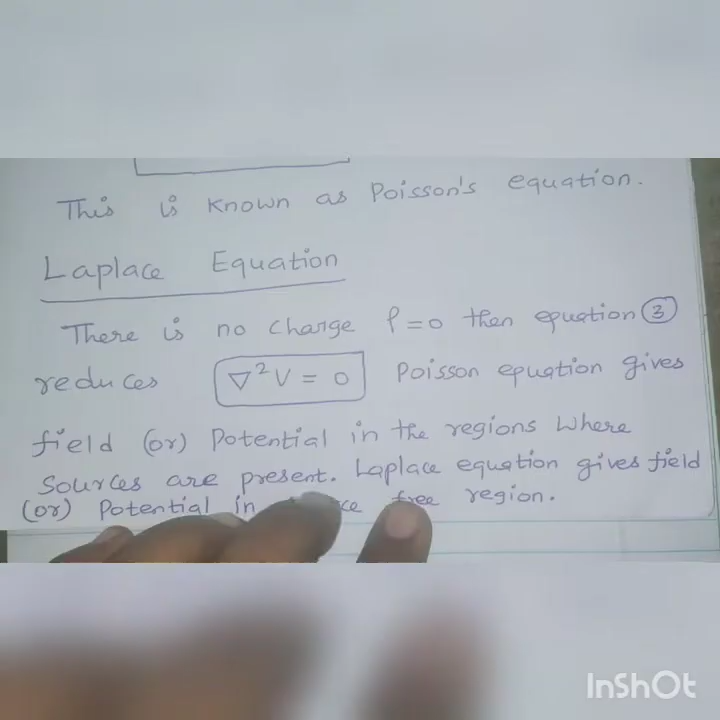 This is known as Poisson's equation.
Laplace Equation
There is no charge ρ=0 then equation ③
reduces ∇²V = 0 Poisson equation gives
field (or) Potential in the regions where
Sources are present. Laplace equation gives field
(or) Potential in free region.
InShOt